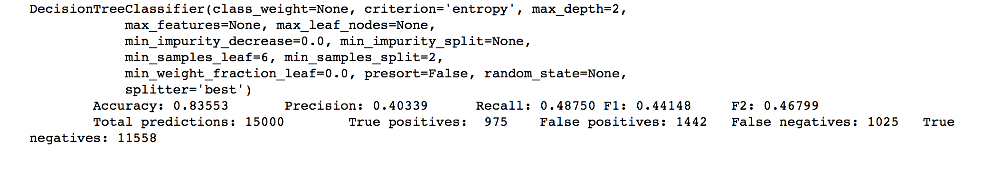 DecisionTreeClassifier(class_weight=None, criterion='entropy', max_depth=2,
max_features=None, max_leaf_nodes=None,
min_impurity_decrease=0.0, min_impurity_split=None,
min_samples_leaf=6, min_samples_split=2,
min_weight_fraction_leaf=0.0, presort=False, random_state=None,
splitter='best')
Accuracy: 0.83553 Precision: 0.40339 Recall: 0.48750 F1: 0.44148 F2: 0.46799
Total predictions: 15000 True positives: 975 False positives: 1442 False negatives: 1025 True
negatives: 11558